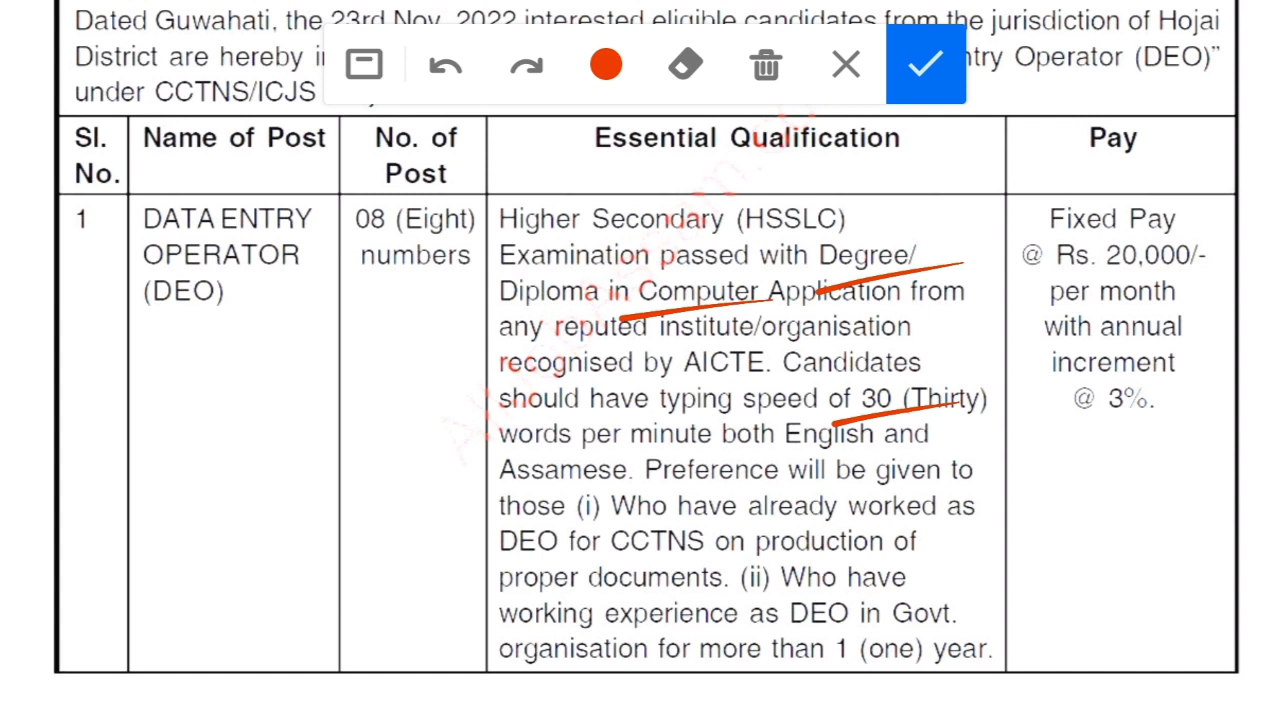 Dated Guwahati, the 23rd Nov, 2022 interested eligible candidates from the jurisdiction of Hojai
District are hereby Operator (DEO)”
under CCTNS/ICJS
Sl. No.
Name of Post
No. of Post
Essential Qualification
Pay
1
DATA ENTRY
OPERATOR
(DEO)
08 (Eight)
numbers
Higher Secondary (HSSLC)
Examination passed with Degree/
Diploma in Computer Application from
any reputed institute/organisation
recognised by AICTE. Candidates
should have typing speed of 30 (Thirty)
words per minute both English and
Assamese. Preference will be given to
those (i) Who have already worked as
DEO for CCTNS on production of
proper documents. (ii) Who have
working experience as DEO in Govt.
organisation for more than 1 (one) year.
Fixed Pay
@ Rs. 20,000/-
per month
with annual
increment
@ 3%.